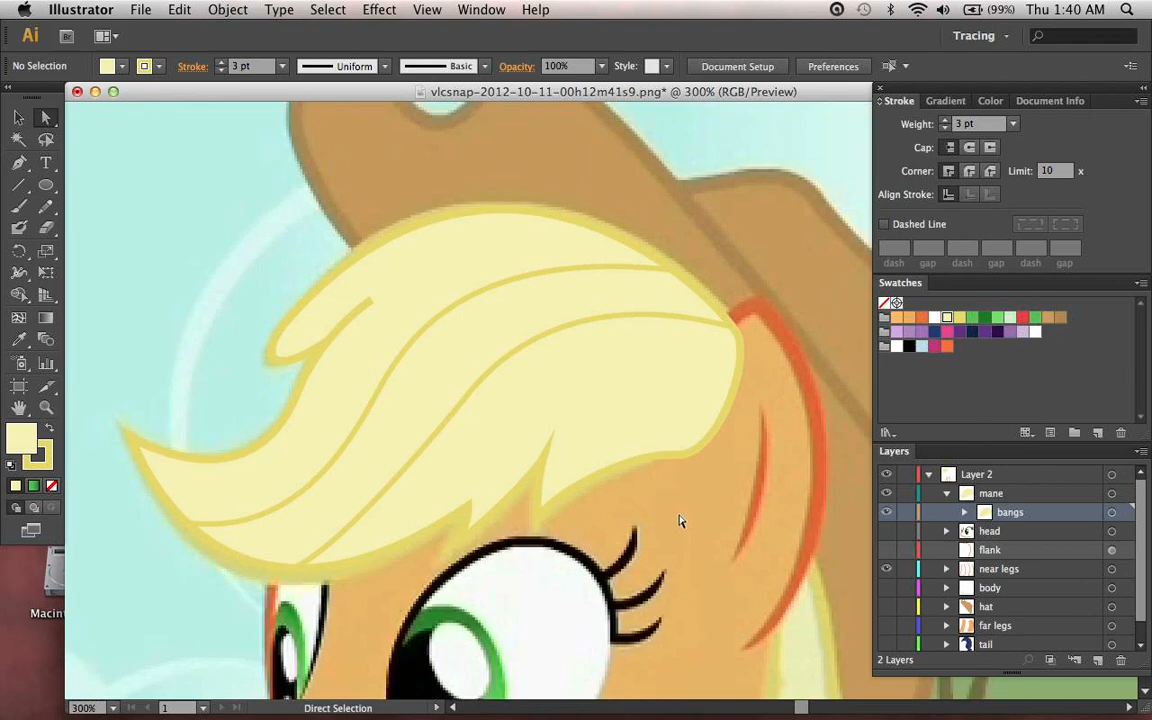 Illustrator File Edit Object Type Select Effect View Window Help (99%) Thu 1:40 AM
Ai Br Tracing
No Selection Stroke: 3 pt Uniform Basic Opacity: 100% Style: Document Setup Preferences
vlcsnap-2012-10-11-00h12m41s9.png* @ 300% (RGB/Preview)
Stroke Gradient Color Document Info
Weight: 3 pt
Cap:
Corner: Limit: 10 x
Align Stroke:
Dashed Line
dash gap dash gap dash gap
Swatches
Layers
Layer 2
mane
bangs
head
flank
near legs
body
hat
far legs
tail
2 Layers
Macint
300% 1 Direct Selection